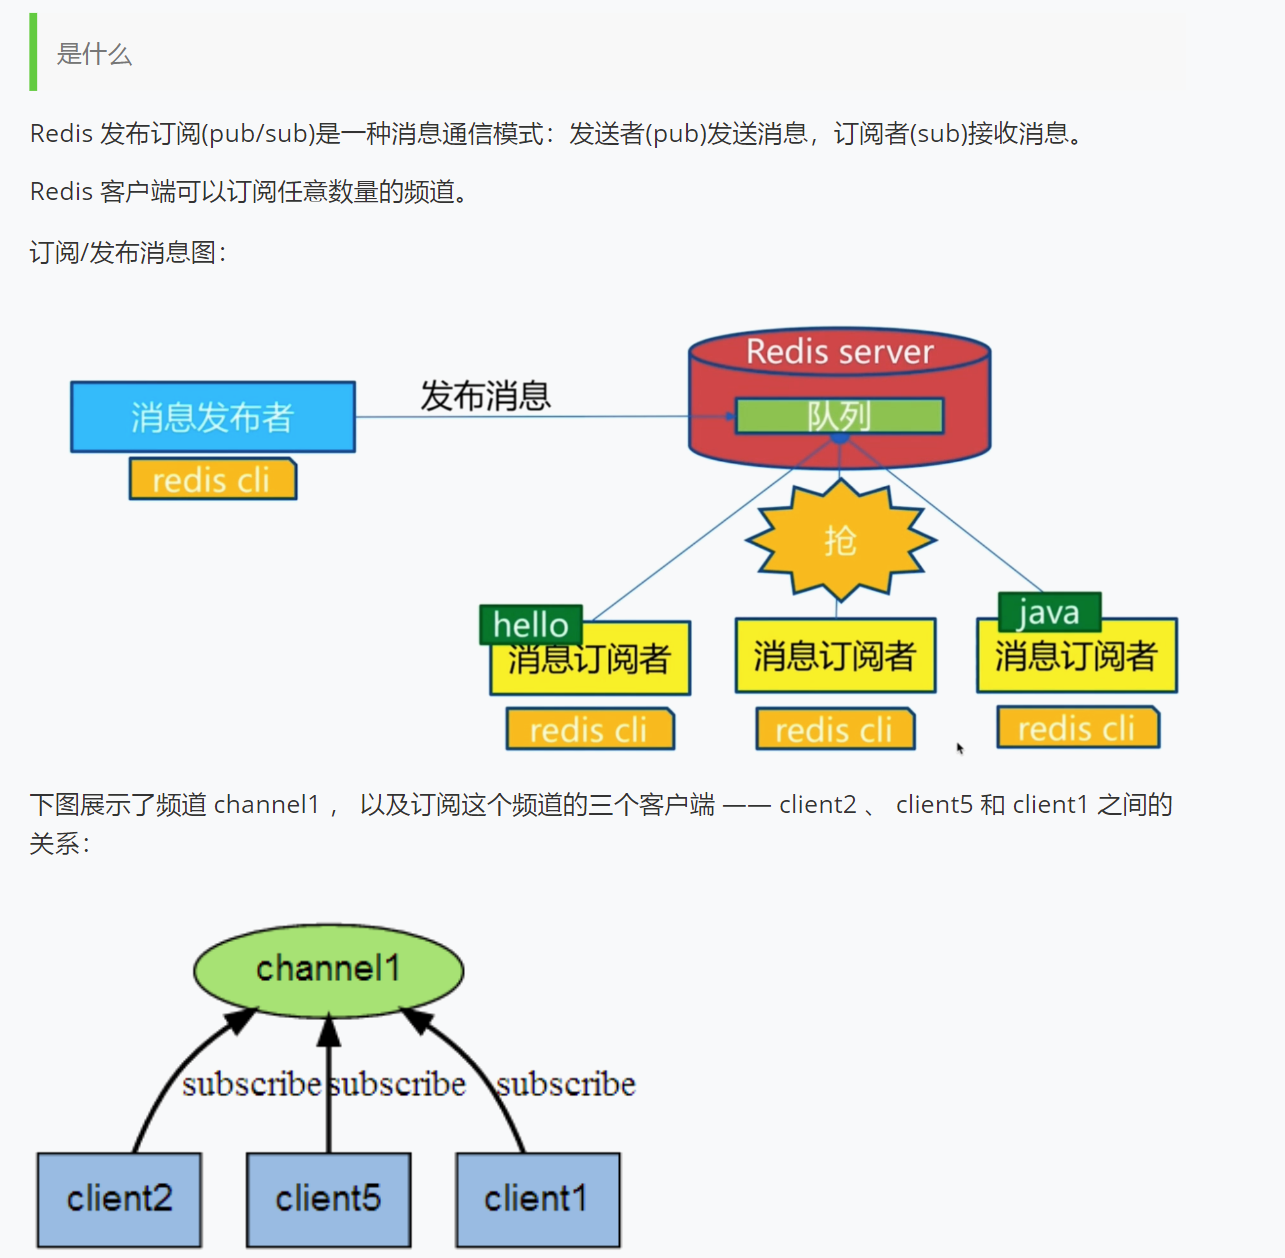 是什么
Redis 发布订阅(pub/sub)是一种消息通信模式：发送者(pub)发送消息，订阅者(sub)接收消息。
Redis 客户端可以订阅任意数量的频道。
订阅/发布消息图：
Redis server
发布消息
消息发布者
队列
redis cli
抢
hello
java
消息订阅者
消息订阅者
消息订阅者
redis cli
redis cli
redis cli
下图展示了频道 channel1 ， 以及订阅这个频道的三个客户端 —— client2 、 client5 和 client1 之间的
关系：
channel1
subscribe
subscribe
subscribe
client2
client5
client1